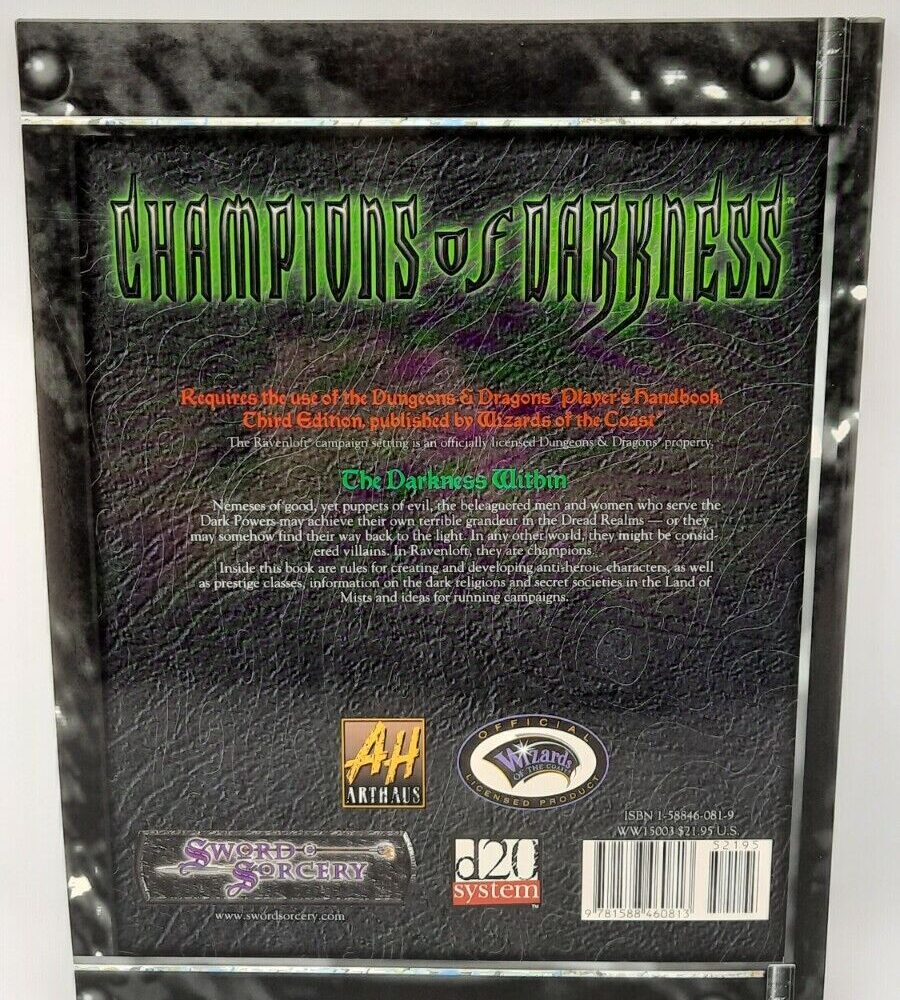 CHAMPIONS OF DARKNESS™
Requires the use of the Dungeons & Dragons® Player's Handbook,
Third Edition, published by Wizards of the Coast®
The Ravenloft® campaign setting is an officially licensed Dungeons & Dragons® property.
The Darkness Within
Nemeses of good, yet puppets of evil, the beleaguered men and women who serve the
Dark Powers may achieve their own terrible grandeur in the Dread Realms — or they
may somehow find their way back to the light. In any other world, they might be consid-
ered villains. In Ravenloft, they are champions.
Inside this book are rules for creating and developing anti-heroic characters, as well
as prestige classes, information on the dark religions and secret societies in the Land of
Mists and ideas for running campaigns.
AH
ARTHAUS
OFFICIAL
Wizards
OF THE COAST
LICENSED PRODUCT
ISBN 1-58846-081-9
WW15003 $21.95 U.S.
52195
9 781588 460813
SWORD
SORCERY
www.swordsorcery.com
d20
system™